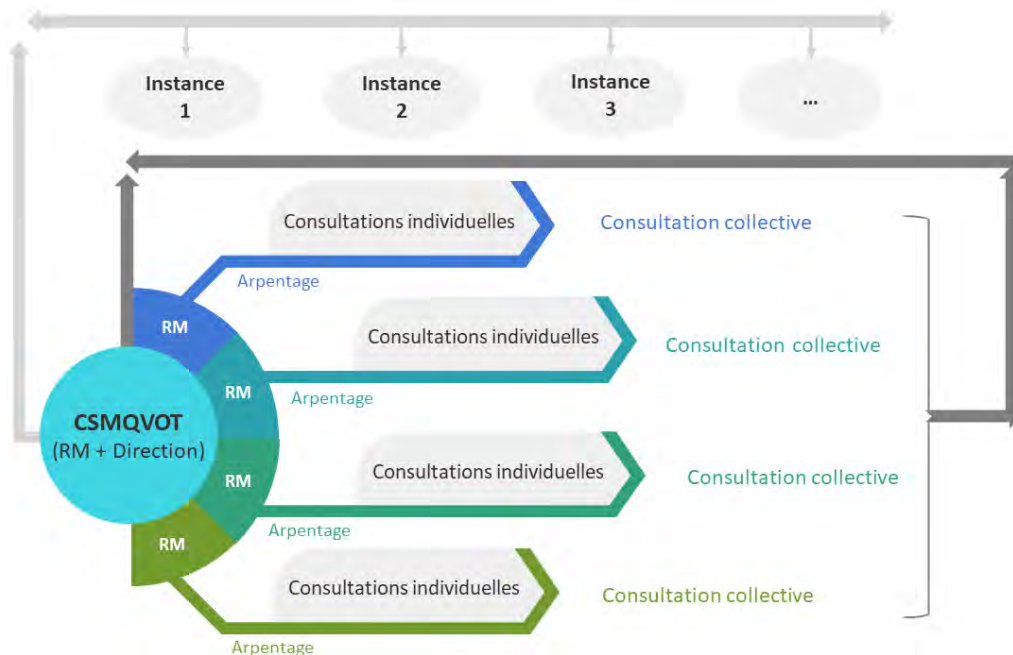 Instance
1
Instance
2
Instance
3
...
Consultations individuelles
Consultation collective
Arpentage
RM
Consultations individuelles
Consultation collective
RM
Arpentage
CSMQVOT
(RM + Direction)
Consultations individuelles
Consultation collective
RM
Arpentage
RM
Consultations individuelles
Consultation collective
Arpentage